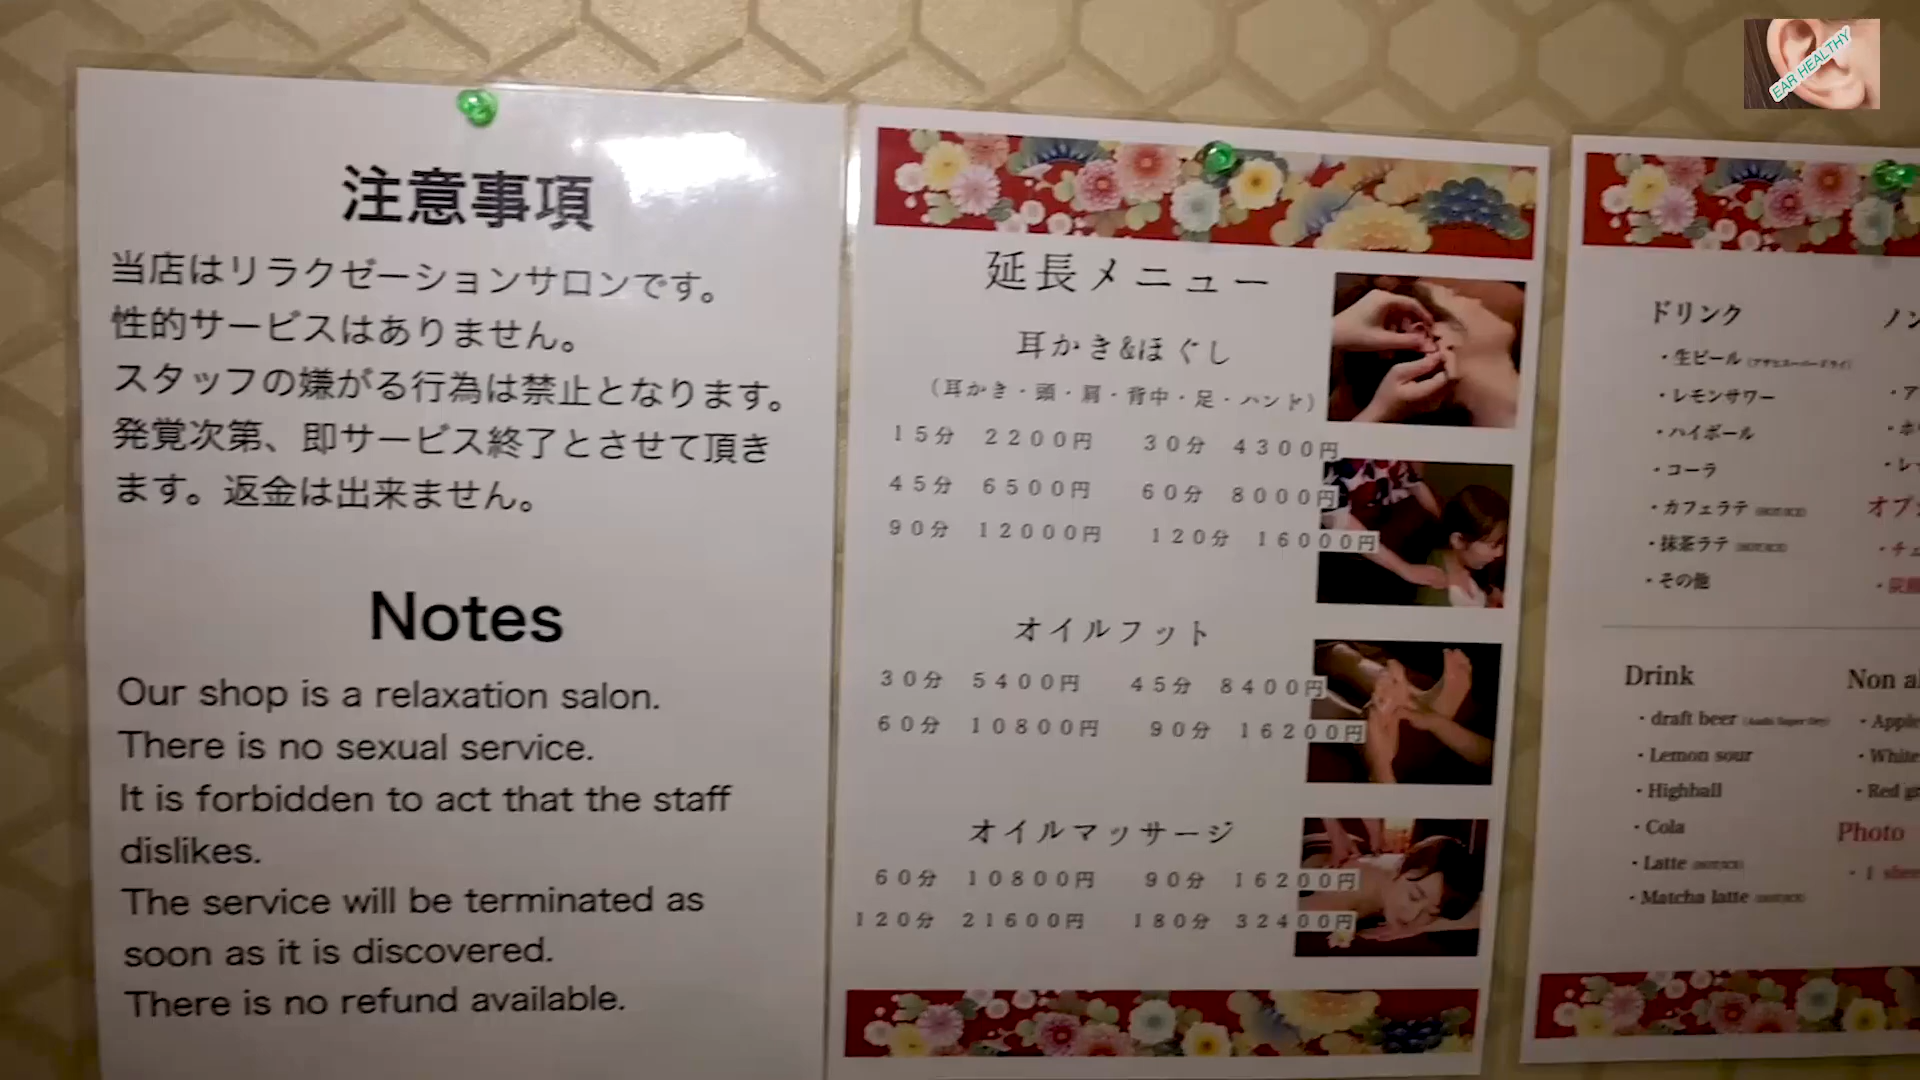 EAR HEALTHY
注意事項
当店はリラクゼーションサロンです。
性的サービスはありません。
スタッフの嫌がる行為は禁止となります。
発覚次第、即サービス終了とさせて頂き
ます。返金は出来ません。
Notes
Our shop is a relaxation salon.
There is no sexual service.
It is forbidden to act that the staff
dislikes.
The service will be terminated as
soon as it is discovered.
There is no refund available.
延長メニュー
耳かき&ほぐし
（耳かき・頭・肩・背中・足・ハンド）
15分 2200円 30分 4300円
45分 6500円 60分 8000円
90分 12000円 120分 16000円
オイルフット
30分 5400円 45分 8400円
60分 10800円 90分 16200円
オイルマッサージ
60分 10800円 90分 16200円
120分 21600円 180分 32400円
ドリンク
・生ビール（アサヒスーパードライ）
・レモンサワー
・ハイボール
・コーラ
・カフェラテ
・抹茶ラテ
・その他
Drink
・draft beer (Asahi Super Dry)
・Lemon sour
・Highball
・Cola
・Latte
・Matcha latte
Non al
・Apple
・White
・Red g
Photo
・1 shee